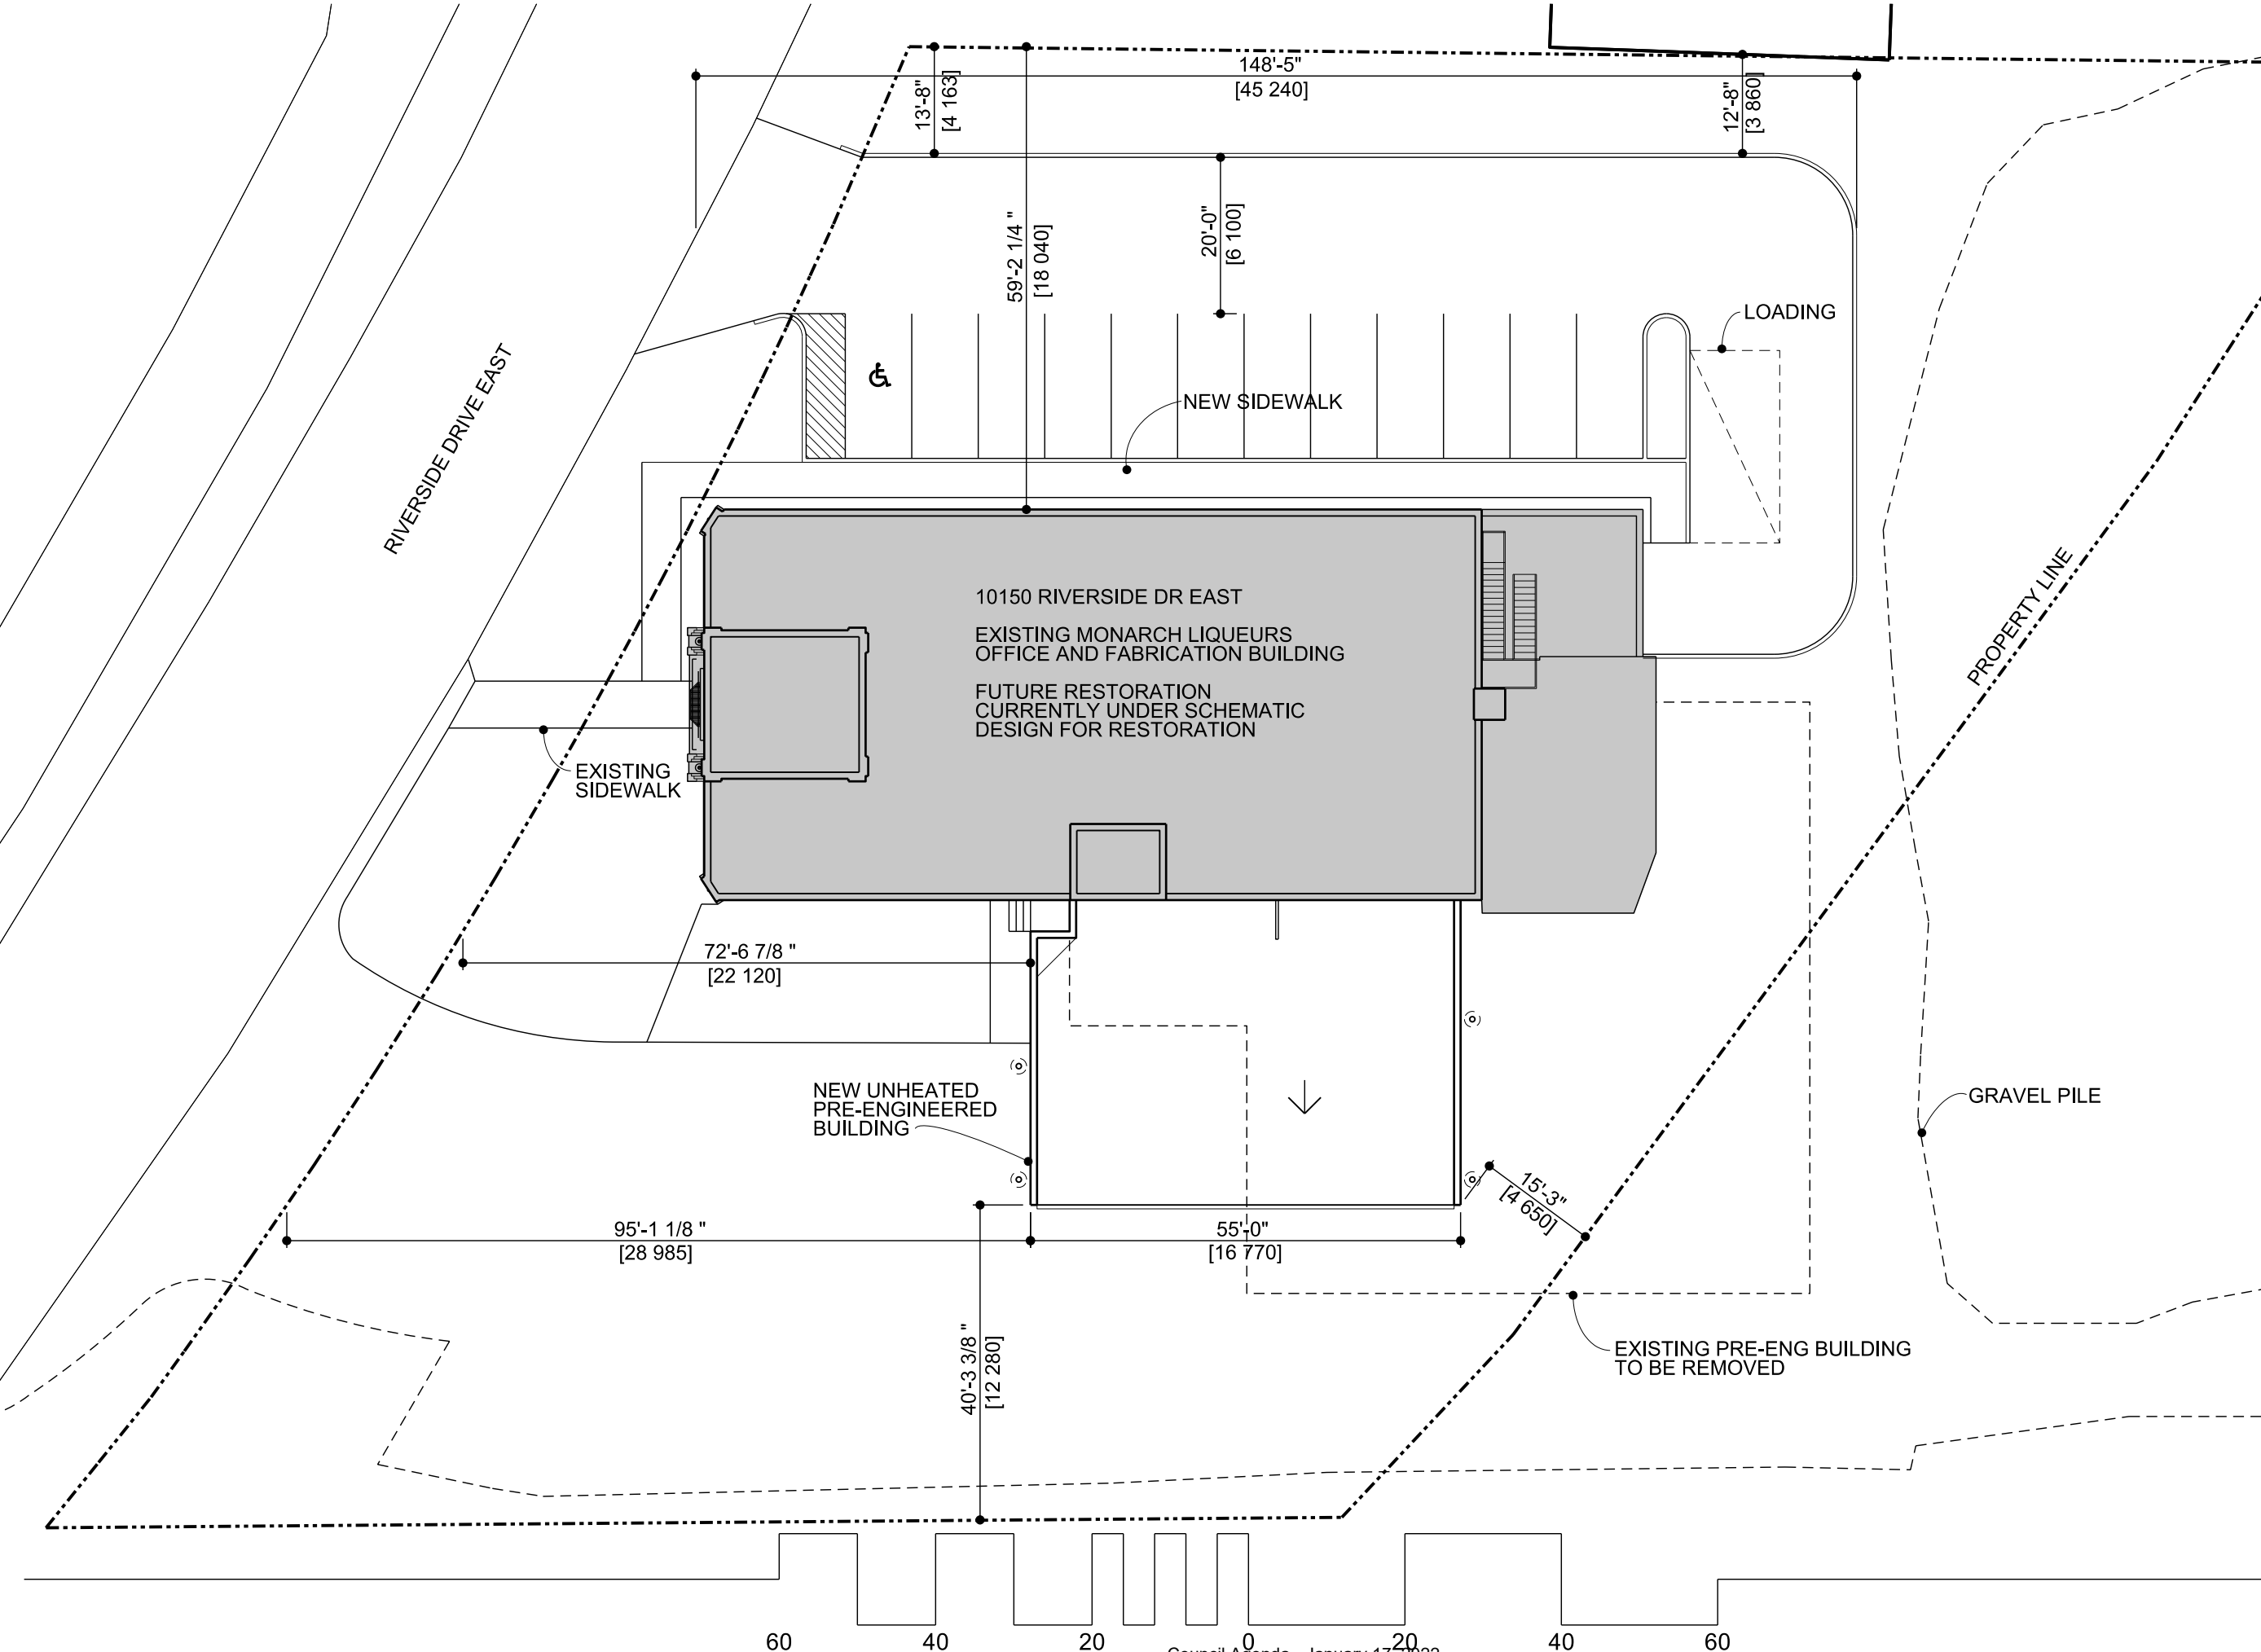 148'-5"
[45 240]
13'-8"
[4 163]
12'-8"
[3 860]
59'-2 1/4 "
[18 040]
20'-0"
[6 100]
LOADING
RIVERSIDE DRIVE EAST
NEW SIDEWALK
10150 RIVERSIDE DR EAST
EXISTING MONARCH LIQUEURS
OFFICE AND FABRICATION BUILDING
FUTURE RESTORATION
CURRENTLY UNDER SCHEMATIC
DESIGN FOR RESTORATION
PROPERTY LINE
EXISTING
SIDEWALK
72'-6 7/8 "
[22 120]
NEW UNHEATED
PRE-ENGINEERED
BUILDING
GRAVEL PILE
15'-3"
[4 650]
95'-1 1/8 "
[28 985]
55'-0"
[16 770]
40'-3 3/8 "
[12 280]
EXISTING PRE-ENG BUILDING
TO BE REMOVED
60 40 20 0 20 40 60
Council Agenda - January 17